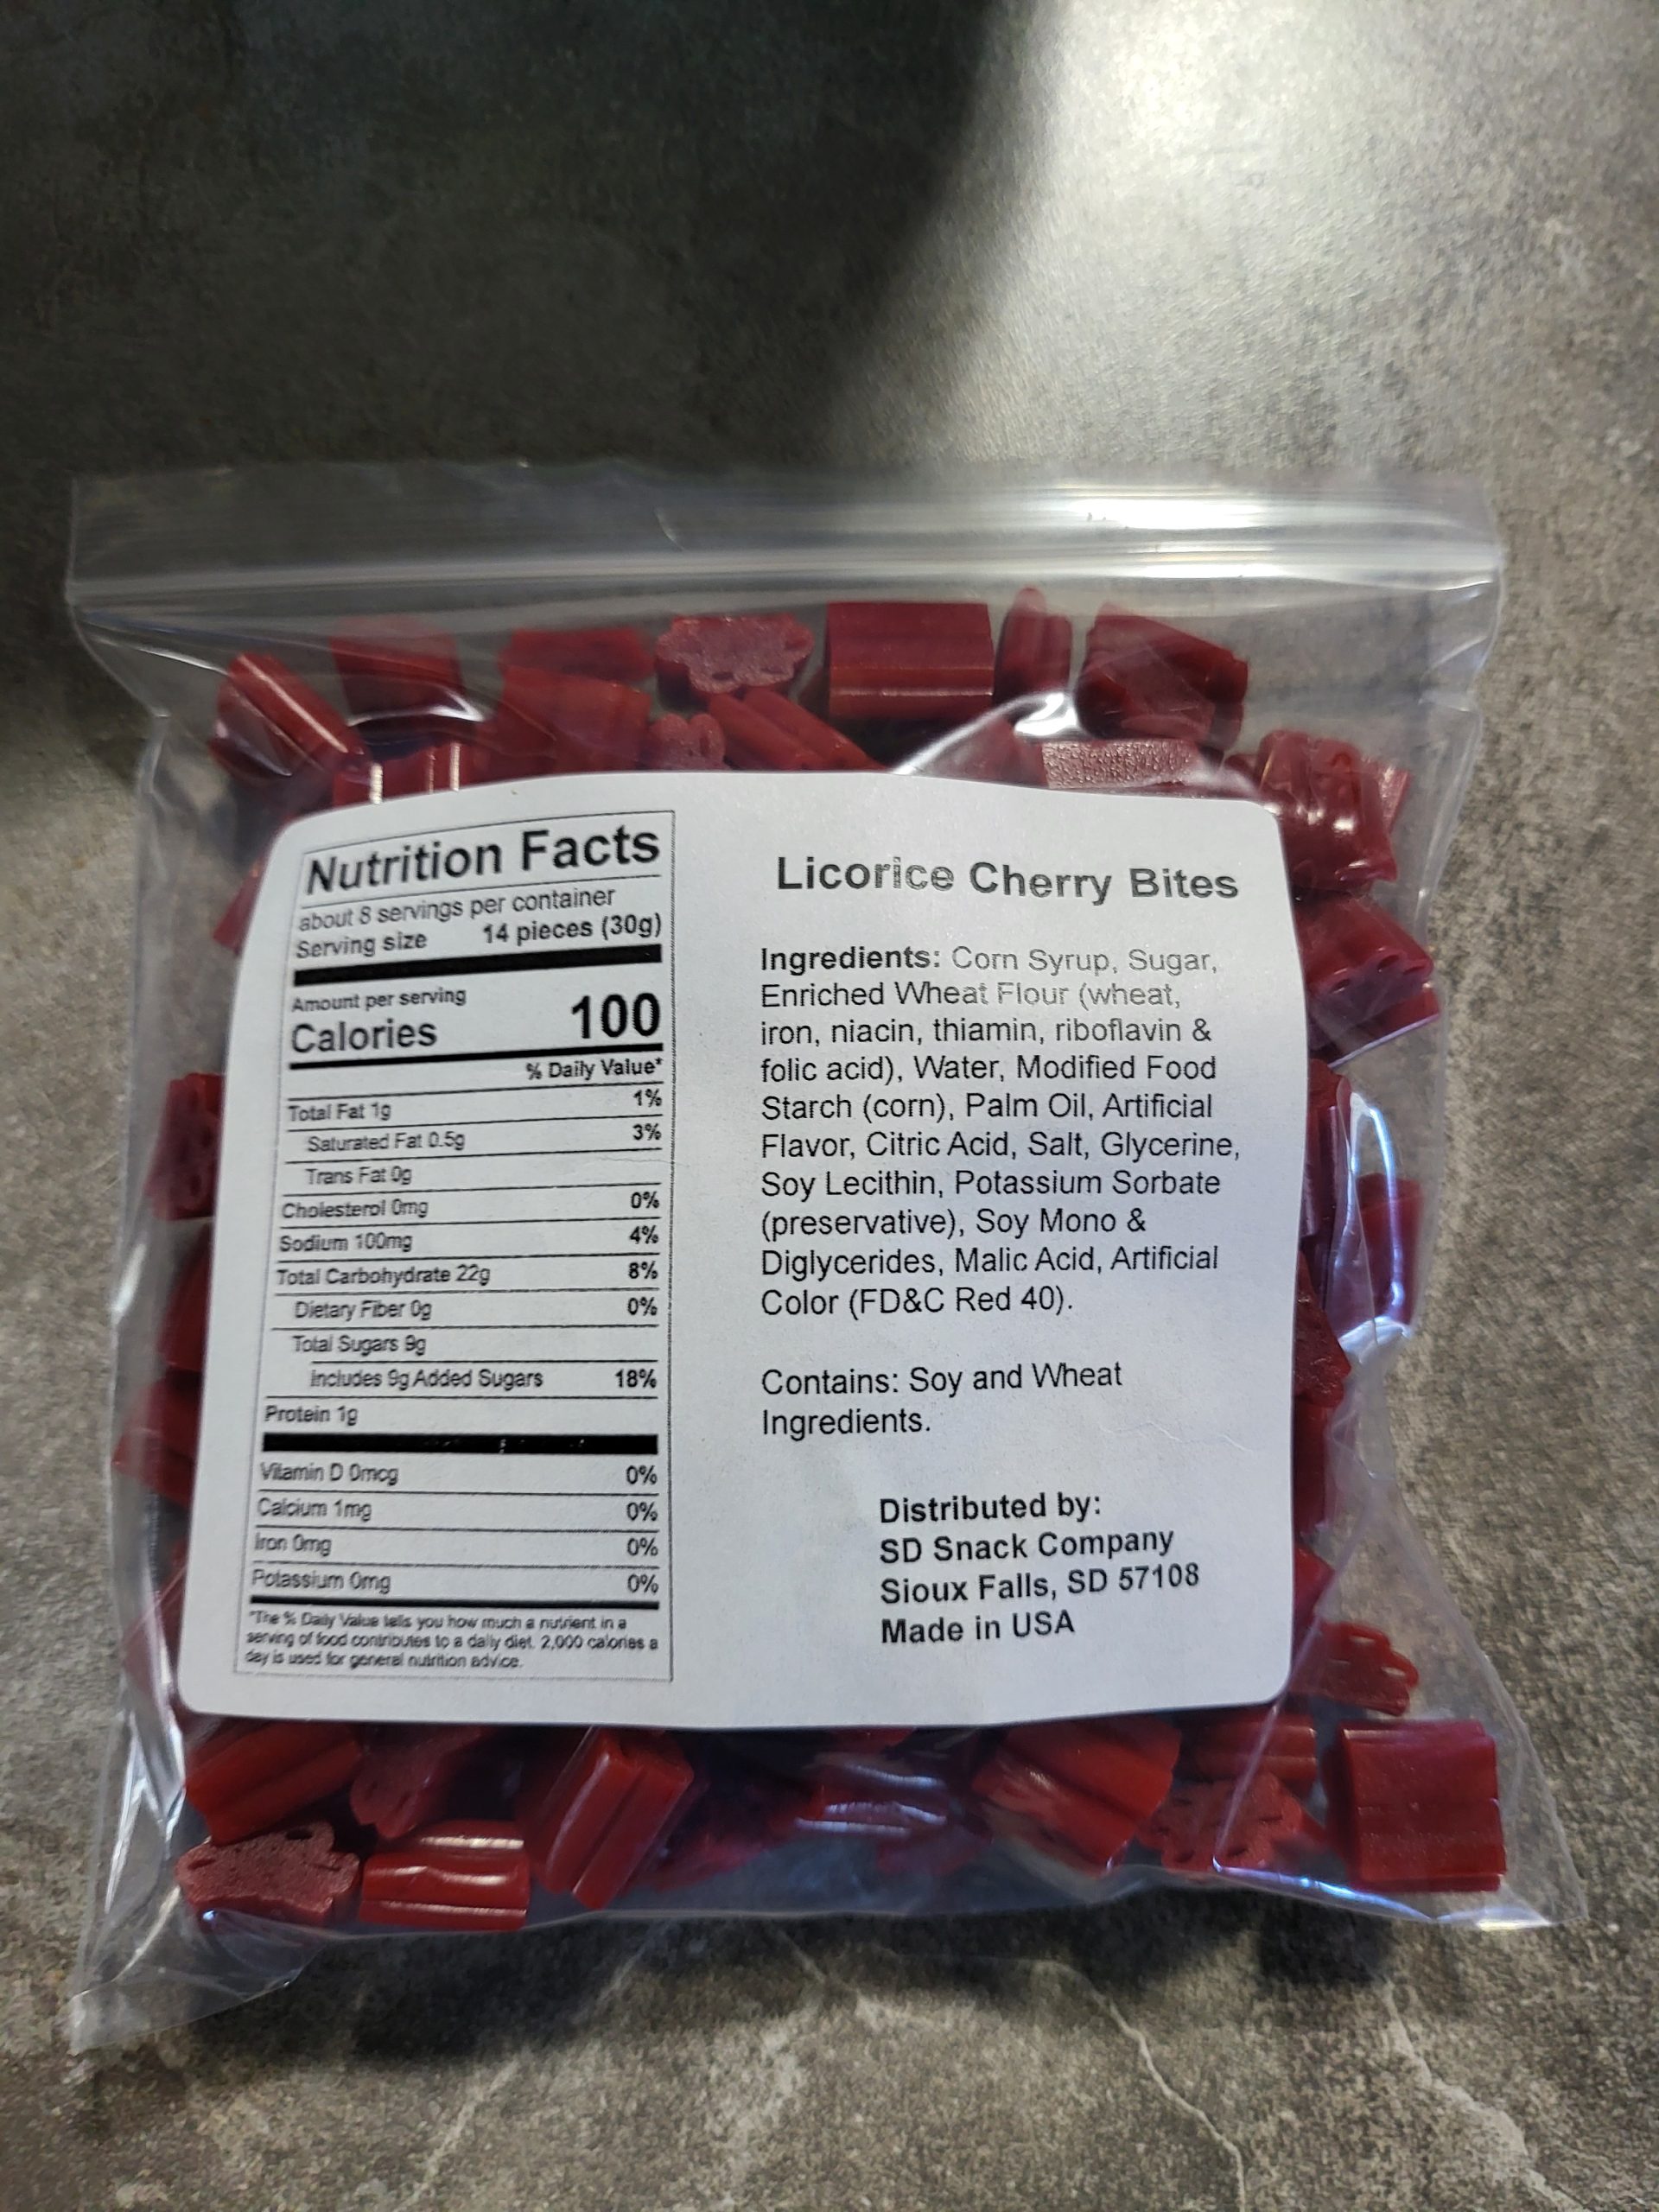 Nutrition Facts
about 8 servings per container
Serving size 14 pieces (30g)
Amount per serving
Calories 100
% Daily Value*
Total Fat 1g 1%
Saturated Fat 0.5g 3%
Trans Fat 0g
Cholesterol 0mg 0%
Sodium 100mg 4%
Total Carbohydrate 22g 8%
Dietary Fiber 0g 0%
Total Sugars 9g
Includes 9g Added Sugars 18%
Protein 1g
Vitamin D 0mcg 0%
Calcium 1mg 0%
Iron 0mg 0%
Potassium 0mg 0%
*The % Daily Value tells you how much a nutrient in a
serving of food contributes to a daily diet. 2,000 calories a
day is used for general nutrition advice.
Licorice Cherry Bites
Ingredients: Corn Syrup, Sugar,
Enriched Wheat Flour (wheat,
iron, niacin, thiamin, riboflavin &
folic acid), Water, Modified Food
Starch (corn), Palm Oil, Artificial
Flavor, Citric Acid, Salt, Glycerine,
Soy Lecithin, Potassium Sorbate
(preservative), Soy Mono &
Diglycerides, Malic Acid, Artificial
Color (FD&C Red 40).
Contains: Soy and Wheat
Ingredients.
Distributed by:
SD Snack Company
Sioux Falls, SD 57108
Made in USA